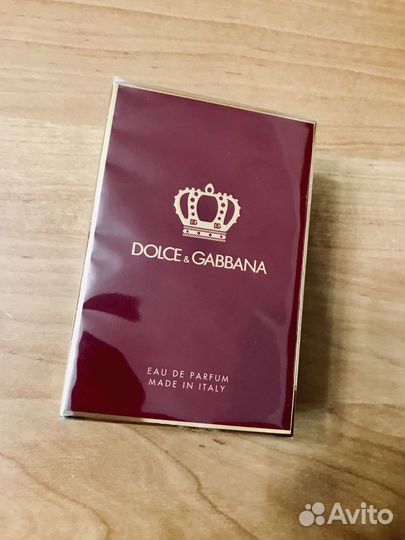 DOLCE & GABBANA
EAU DE PARFUM
MADE IN ITALY
Avito